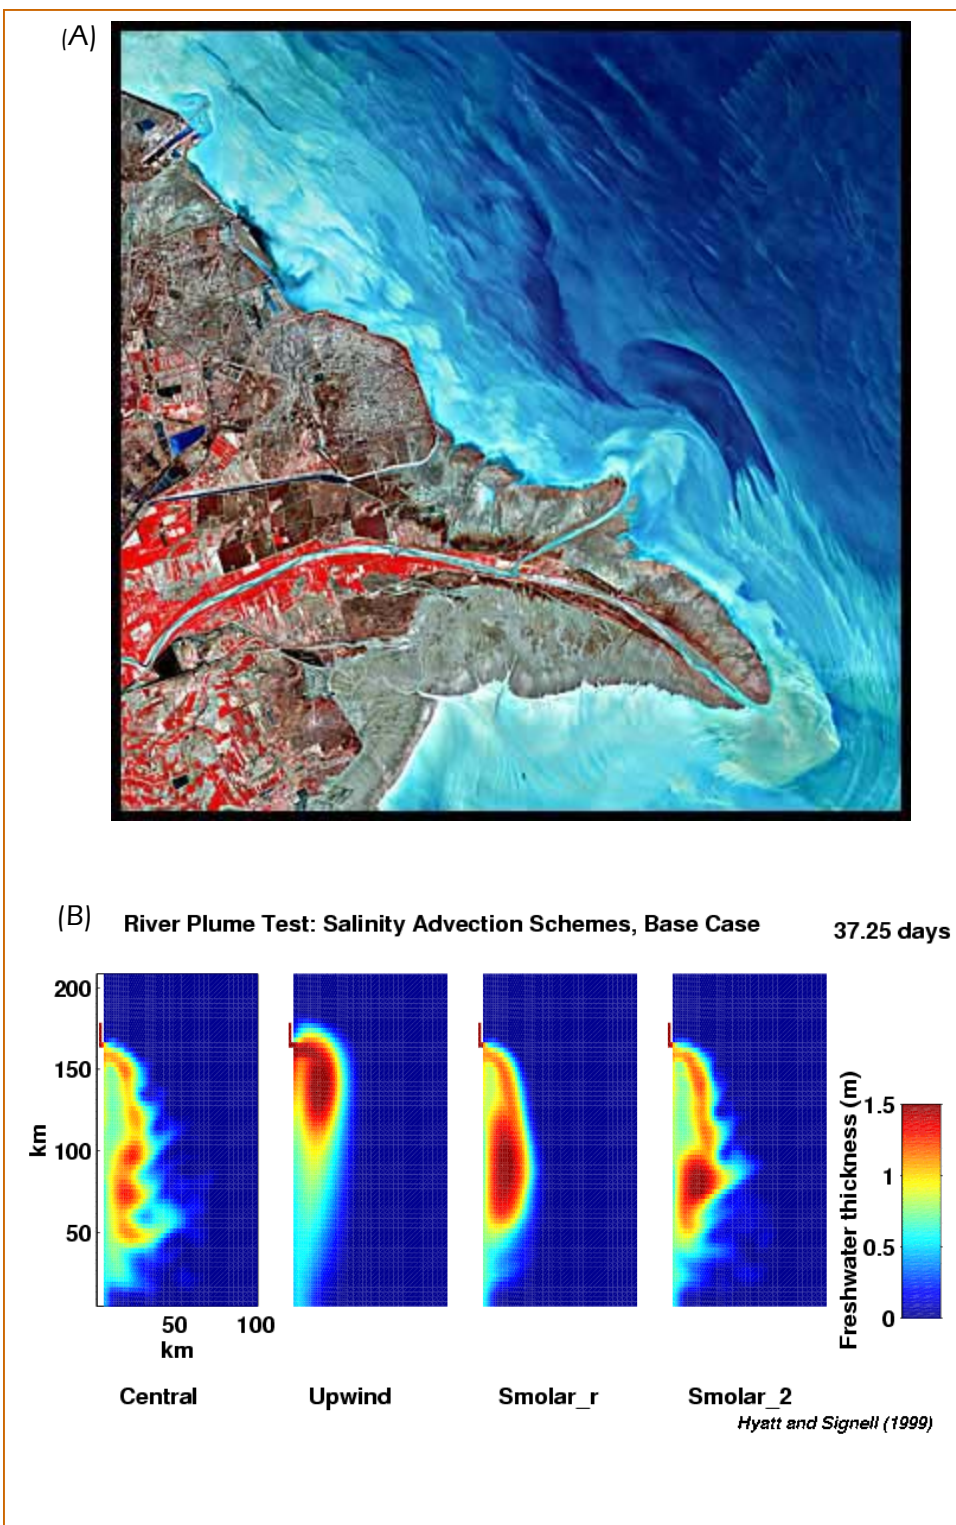 (A)
(B)
River Plume Test: Salinity Advection Schemes, Base Case
37.25 days
200
150
100
50
km
50
100
km
Freshwater thickness (m)
1.5
1
0.5
0
Central
Upwind
Smolar_r
Smolar_2
Hyatt and Signell (1999)